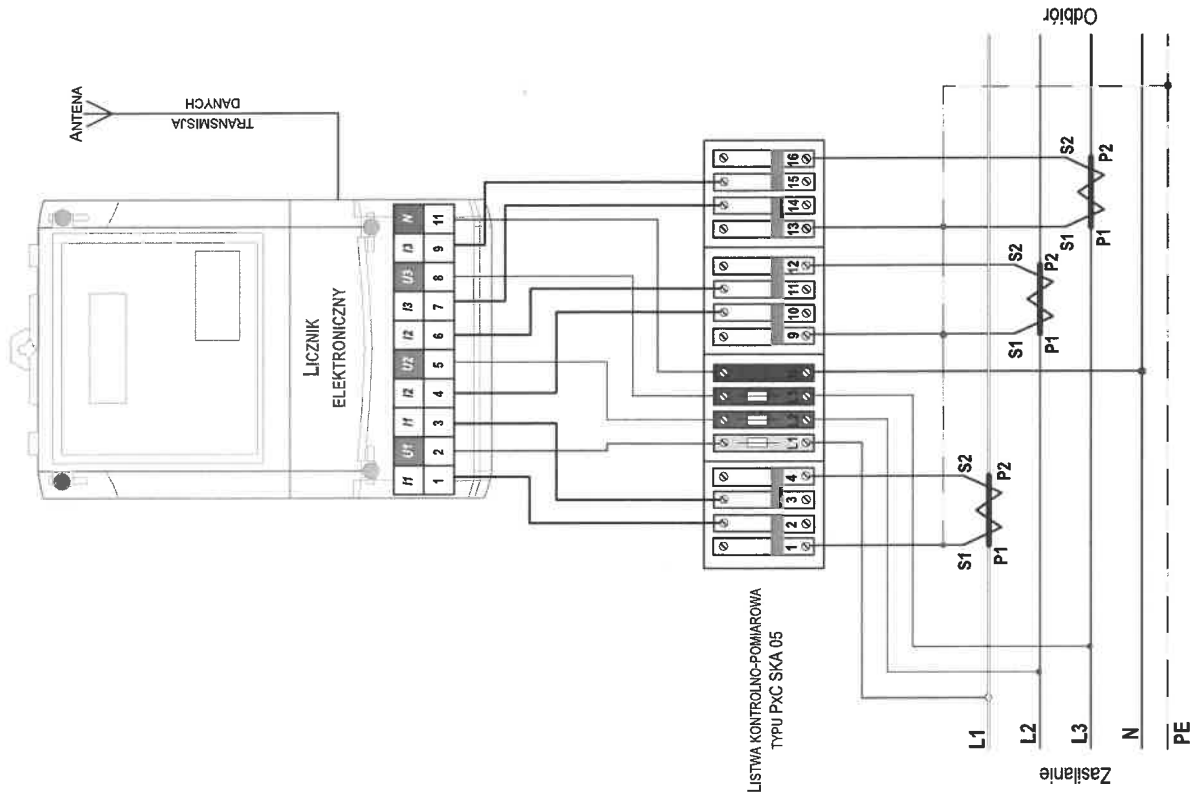 ANTENA
TRANSMISJA
DANYCH
LICZNIK
ELEKTRONICZNY
I1 U1 I1 I2 U2 I2 I3 U3 I3 N
1 2 3 4 5 6 7 8 9 11
LISTWA KONTROLNO-POMIAROWA
TYPU PxC SKA 05
1 2 3 4 L1 L2 L3 9 10 11 12 13 14 15 16
S1 S2
P1 P2
S1 S2
P1 P2
S1 S2
P1 P2
Zasilanie
L1
L2
L3
N
PE
Odbiór